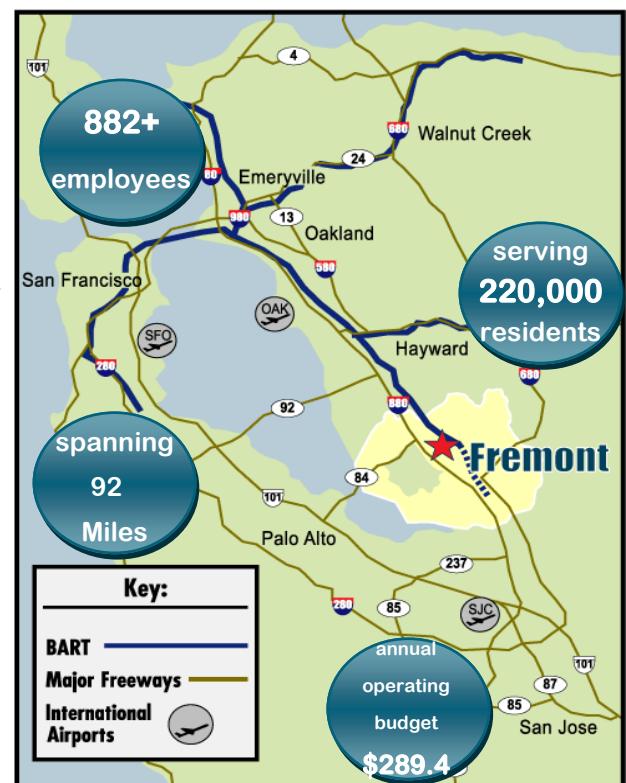 4
101
882+
employees
680
Walnut Creek
24
80
Emeryville
980
13
Oakland
580
serving
220,000
residents
San Francisco
OAK
SFO
Hayward
280
680
92
880
spanning
92
Miles
Fremont
84
101
Palo Alto
237
Key:
BART
Major Freeways
International
Airports
280
85
SJC
annual
operating
budget
$289.4
101
87
85
San Jose